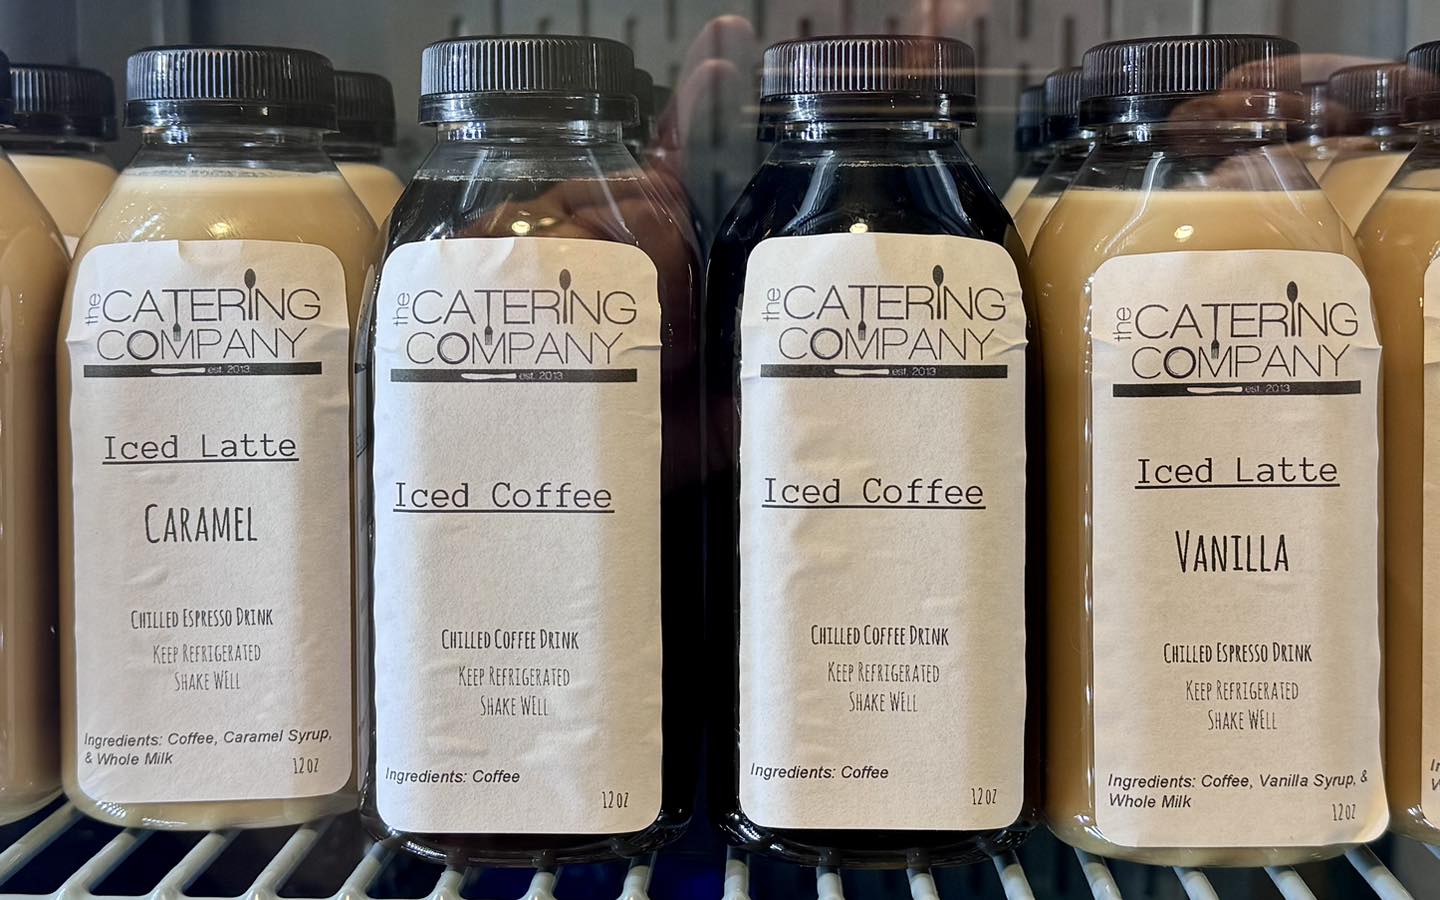 the CATERING
COMPANY
est. 2013
Iced Latte
CARAMEL
CHILLED ESPRESSO DRINK
KEEP REFRIGERATED
SHAKE WELL
Ingredients: Coffee, Caramel Syrup,
& Whole Milk
12 oz
the CATERING
COMPANY
est. 2013
Iced Coffee
CHILLED COFFEE DRINK
KEEP REFRIGERATED
SHAKE WELL
Ingredients: Coffee
12 oz
the CATERING
COMPANY
est. 2013
Iced Coffee
CHILLED COFFEE DRINK
KEEP REFRIGERATED
SHAKE WELL
Ingredients: Coffee
12 oz
the CATERING
COMPANY
est. 2013
Iced Latte
VANILLA
CHILLED ESPRESSO DRINK
KEEP REFRIGERATED
SHAKE WELL
Ingredients: Coffee, Vanilla Syrup, &
Whole Milk
12 oz